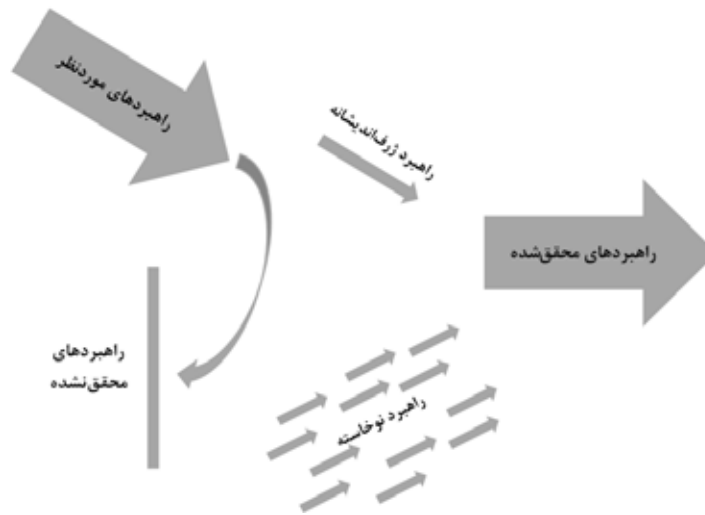 راهبردهای موردنظر
راهبرد ژرف‌اندیشانه
راهبردهای محقق‌شده
راهبردهای
محقق‌نشده
راهبرد نوخاسته